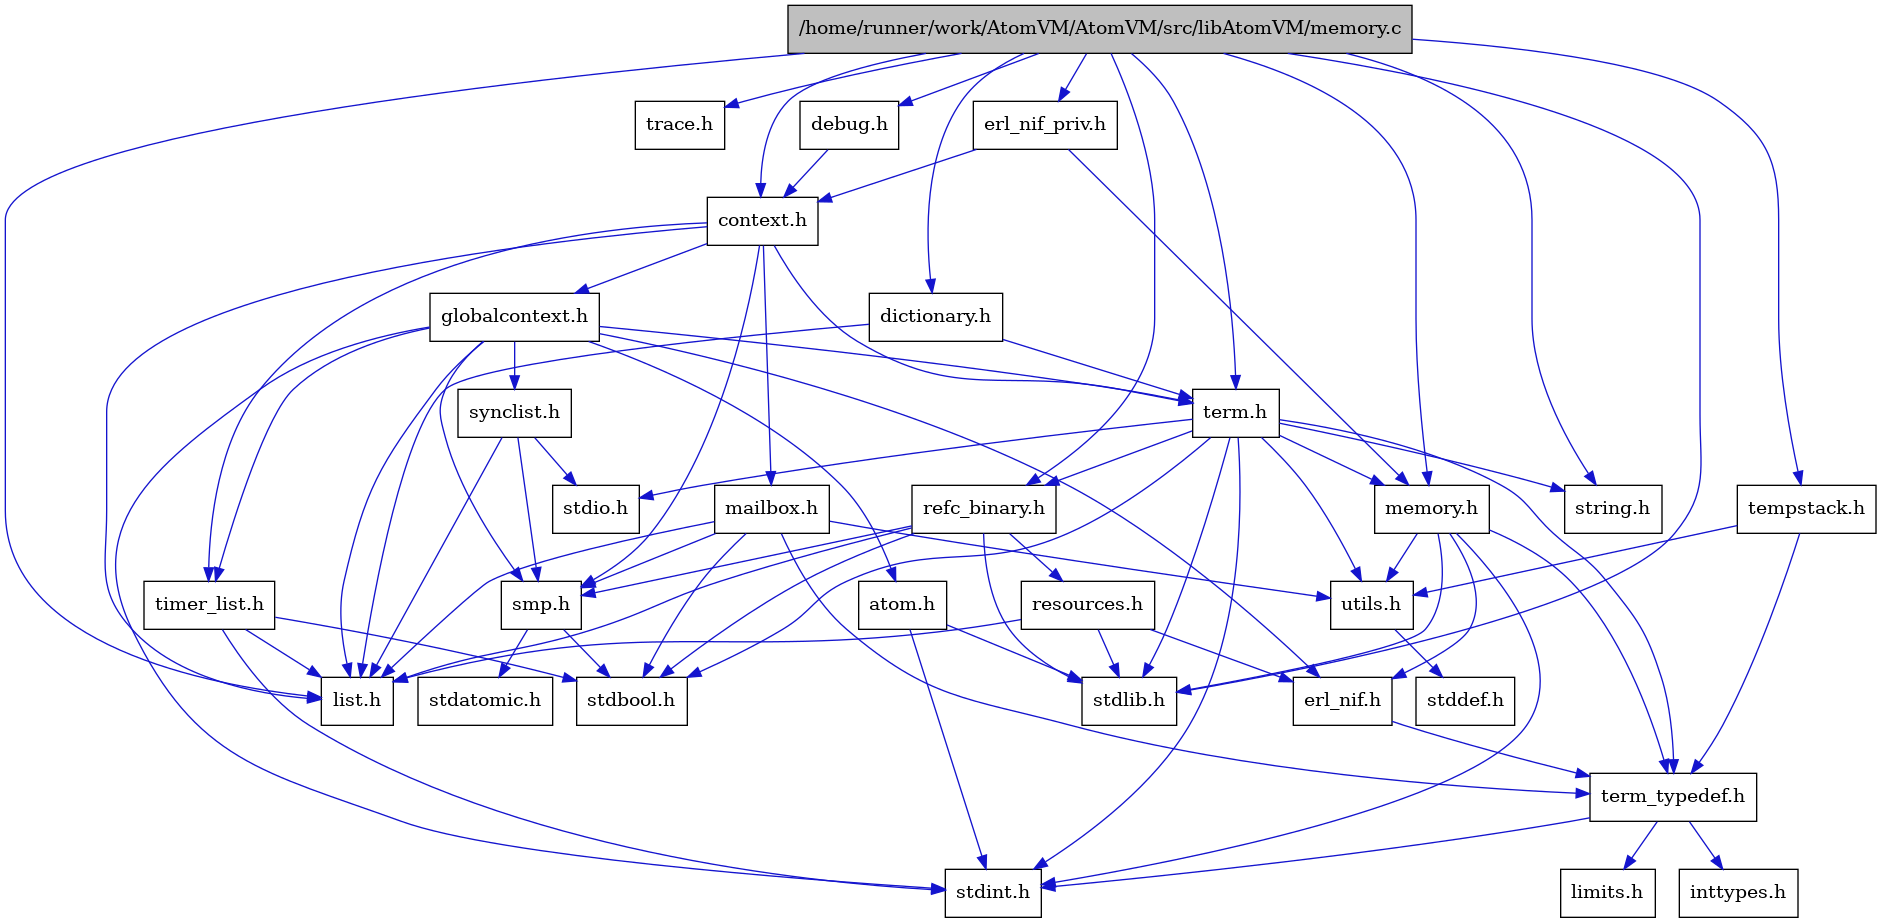 /home/runner/work/AtomVM/AtomVM/src/libAtomVM/memory.c
trace.h
debug.h
erl_nif_priv.h
context.h
globalcontext.h
dictionary.h
synclist.h
term.h
stdio.h
mailbox.h
refc_binary.h
memory.h
string.h
tempstack.h
timer_list.h
smp.h
atom.h
resources.h
utils.h
list.h
stdatomic.h
stdbool.h
stdlib.h
erl_nif.h
stddef.h
term_typedef.h
stdint.h
limits.h
inttypes.h